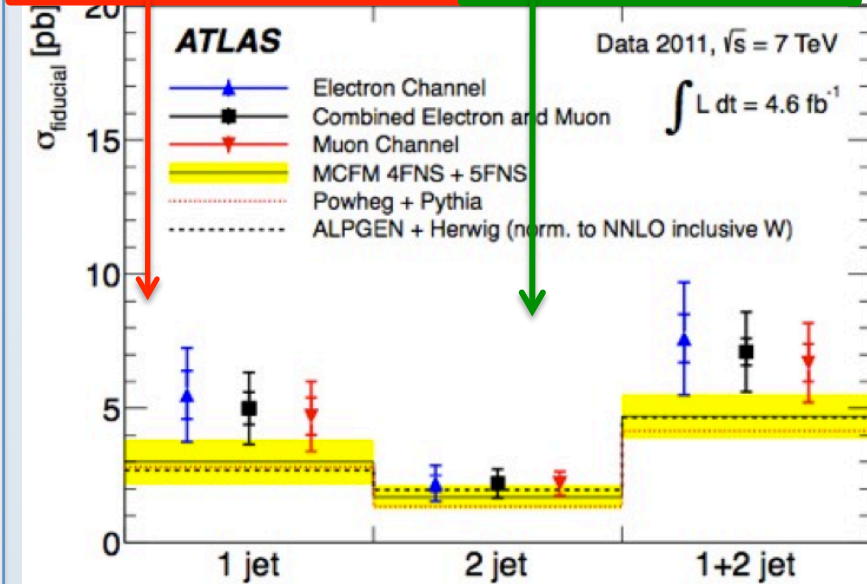 20
ATLAS
Data 2011, √s = 7 TeV
∫ L dt = 4.6 fb⁻¹
σfiducial [pb]
Electron Channel
Combined Electron and Muon
Muon Channel
MCFM 4FNS + 5FNS
Powheg + Pythia
ALPGEN + Herwig (norm. to NNLO inclusive W)
15
10
5
0
1 jet 2 jet 1+2 jet